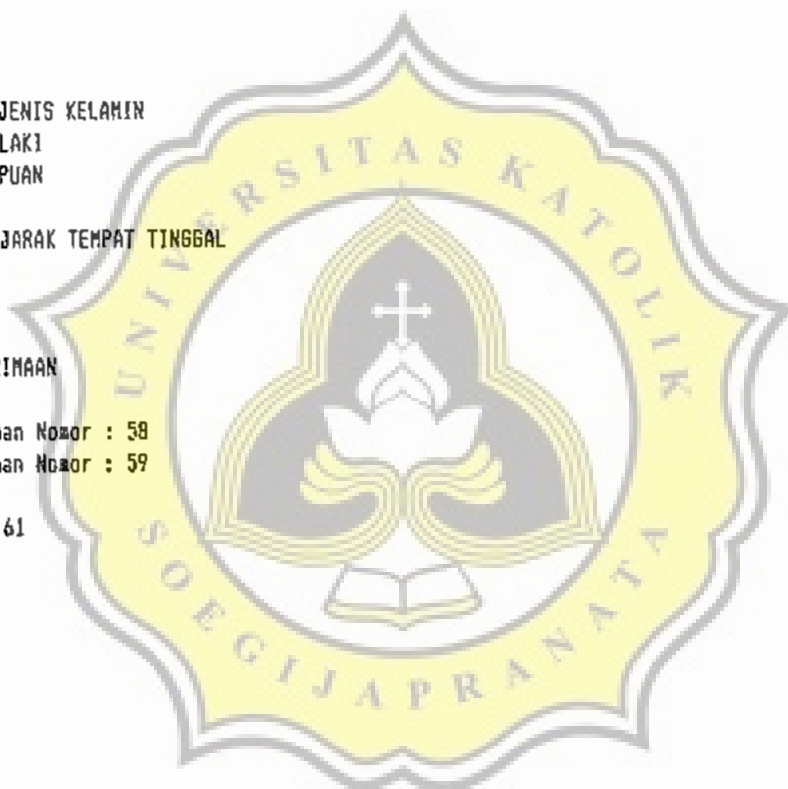 JENIS KELAMIN
LAKI
PUAN
JARAK TEMPAT TINGGAL
IMAAN
an Nomor : 58
an Nomor : 59
61
UNIVERSITAS KATOLIK
SOEGIJAPRANATA